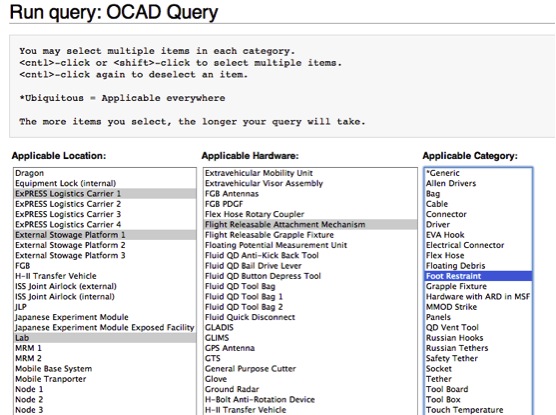 Run query: OCAD Query
You may select multiple items in each category.
<cntl>-click or <shift>-click to select multiple items.
<cntl>-click again to deselect an item.
*Ubiquitous = Applicable everywhere
The more items you select, the longer your query will take.
Applicable Location:
Dragon
Equipment Lock (internal)
ExPRESS Logistics Carrier 1
ExPRESS Logistics Carrier 2
ExPRESS Logistics Carrier 3
ExPRESS Logistics Carrier 4
External Stowage Platform 1
External Stowage Platform 2
External Stowage Platform 3
FGB
H-II Transfer Vehicle
ISS Joint Airlock (external)
ISS Joint Airlock (internal)
JLP
Japanese Experiment Module
Japanese Experiment Module Exposed Facility
Lab
MRM 1
MRM 2
Mobile Base System
Mobile Tranporter
Node 1
Node 2
Node 3
Applicable Hardware:
Extravehicular Mobility Unit
Extravehicular Visor Assembly
FGB Antennas
FGB PDGF
Flex Hose Rotary Coupler
Flight Releasable Attachment Mechanism
Flight Releasable Grapple Fixture
Floating Potential Measurement Unit
Fluid QD Anti-Kick Back Tool
Fluid QD Bail Drive Lever
Fluid QD Button Depress Tool
Fluid QD Tool Bag
Fluid QD Tool Bag 1
Fluid QD Tool Bag 2
Fluid Quick Disconnect
GLADIS
GLIMS
GPS Antenna
GTS
General Purpose Cutter
Glove
Ground Radar
H-Bolt Anti-Rotation Device
H-II Transfer Vehicle
Applicable Category:
*Generic
Allen Drivers
Bag
Cable
Connector
Driver
EVA Hook
Electrical Connector
Flex Hose
Floating Debris
Foot Restraint
Grapple Fixture
Hardware with ARD in MSF
MMOD Strike
Panels
QD Vent Tool
Russian Hooks
Russian Tethers
Safety Tether
Socket
Tether
Tool Board
Tool Box
Touch Temperature